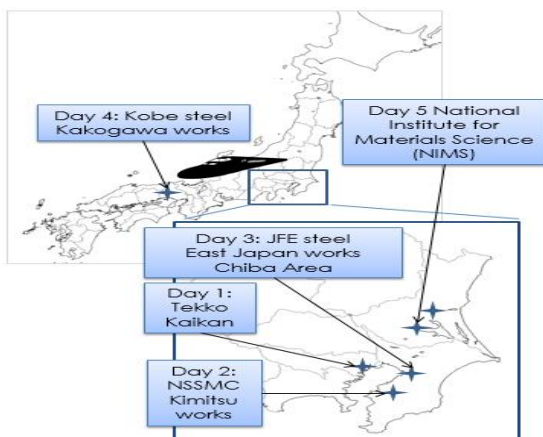 Day 4: Kobe steel
Kakogawa works
Day 5 National
Institute for
Materials Science
(NIMS)
Day 3: JFE steel
East Japan works
Chiba Area
Day 1:
Tekko
Kaikan
Day 2:
NSSMC
Kimitsu
works